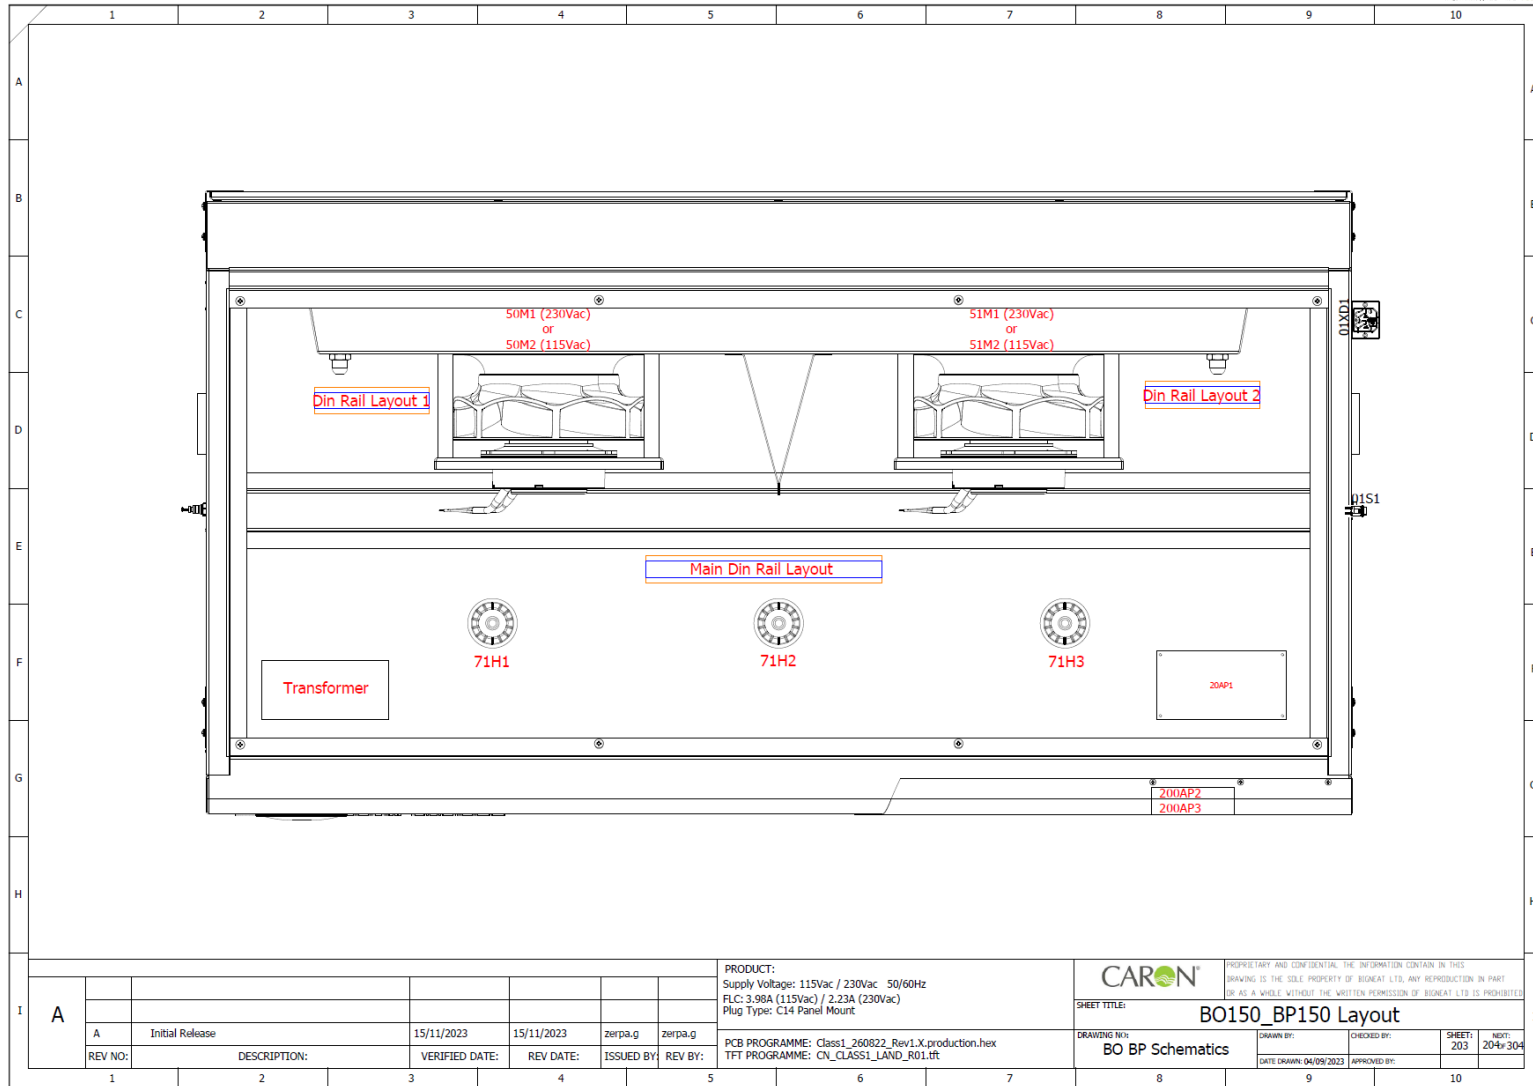 1 2 3 4 5 6 7 8 9 10
A
B
C
D
E
F
G
H
I
50M1 (230Vac)
or
50M2 (115Vac)
51M1 (230Vac)
or
51M2 (115Vac)
01XD1
Din Rail Layout 1
Din Rail Layout 2
01S1
Main Din Rail Layout
71H1
71H2
71H3
Transformer
20AP1
200AP2
200AP3
A
A Initial Release 15/11/2023 15/11/2023 zerpa.g zerpa.g
REV NO: DESCRIPTION: VERIFIED DATE: REV DATE: ISSUED BY: REV BY:
PRODUCT:
Supply Voltage: 115Vac / 230Vac 50/60Hz
FLC: 3.98A (115Vac) / 2.23A (230Vac)
Plug Type: C14 Panel Mount
PCB PROGRAMME: Class1_260822_Rev1.X.production.hex
TFT PROGRAMME: CN_CLASS1_LAND_R01.tft
CARON
PROPRIETARY AND CONFIDENTIAL THE INFORMATION CONTAIN IN THIS
DRAWING IS THE SOLE PROPERTY OF BIGNEAT LTD, ANY REPRODUCTION IN PART
OR AS A WHOLE WITHOUT THE WRITTEN PERMISSION OF BIGNEAT LTD IS PROHIBITED
SHEET TITLE:
BO150_BP150 Layout
DRAWING NO:
BO BP Schematics
DRAWN BY:
CHECKED BY:
SHEET:
203
NEXT:
204 OF 304
DATE DRAWN: 04/09/2023
APPROVED BY:
1 2 3 4 5 6 7 8 9 10